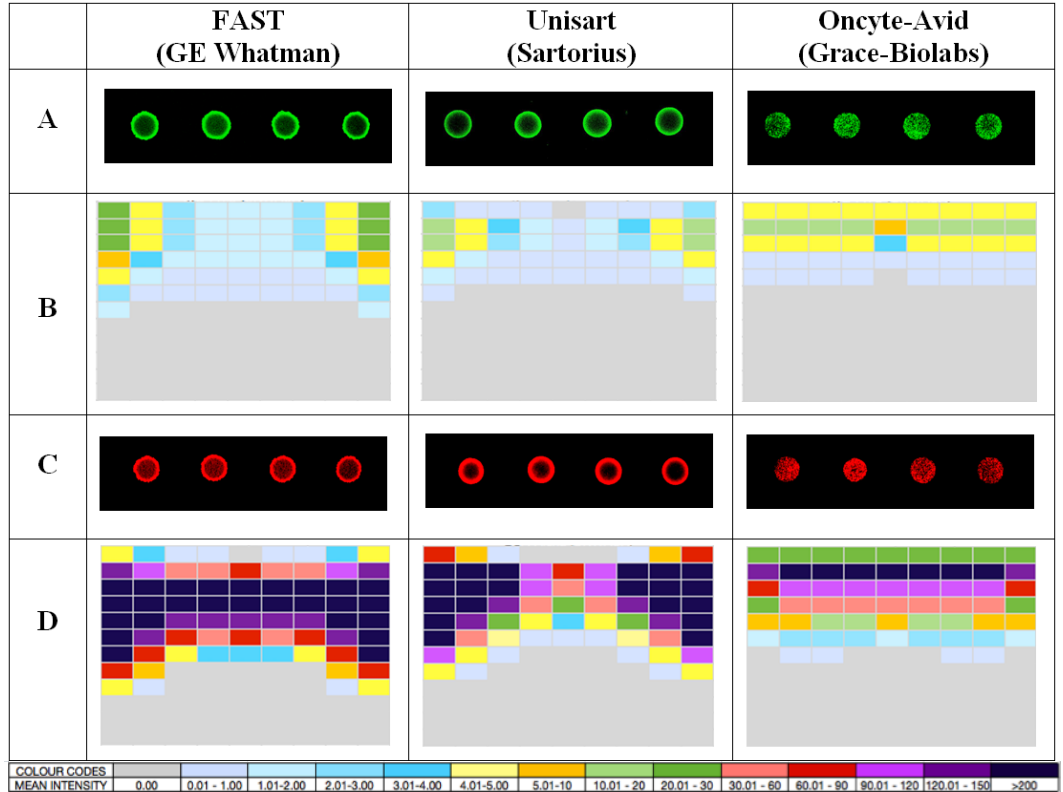 FAST
(GE Whatman)
Unisart
(Sartorius)
Oncyte-Avid
(Grace-Biolabs)
A
B
C
D
COLOUR CODES
MEAN INTENSITY 0.00 0.01 - 1.00 1.01-2.00 2.01-3.00 3.01-4.00 4.01-5.00 5.01-10 10.01 - 20 20.01 - 30 30.01 - 60 60.01 - 90 90.01 - 120 120.01 - 150 >200